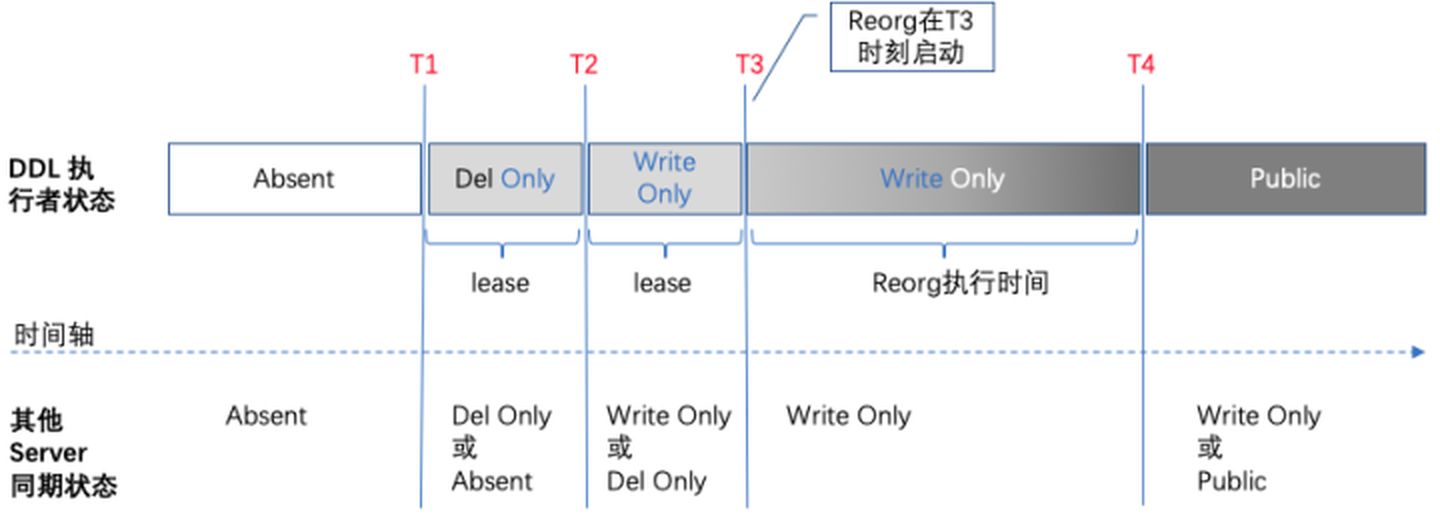 Reorg在T3
时刻启动
T1
T2
T3
T4
DDL 执
行者状态
Absent
Del Only
Write
Only
Write Only
Public
lease
lease
Reorg执行时间
时间轴
其他
Server
同期状态
Absent
Del Only
或
Absent
Write Only
或
Del Only
Write Only
Write Only
或
Public